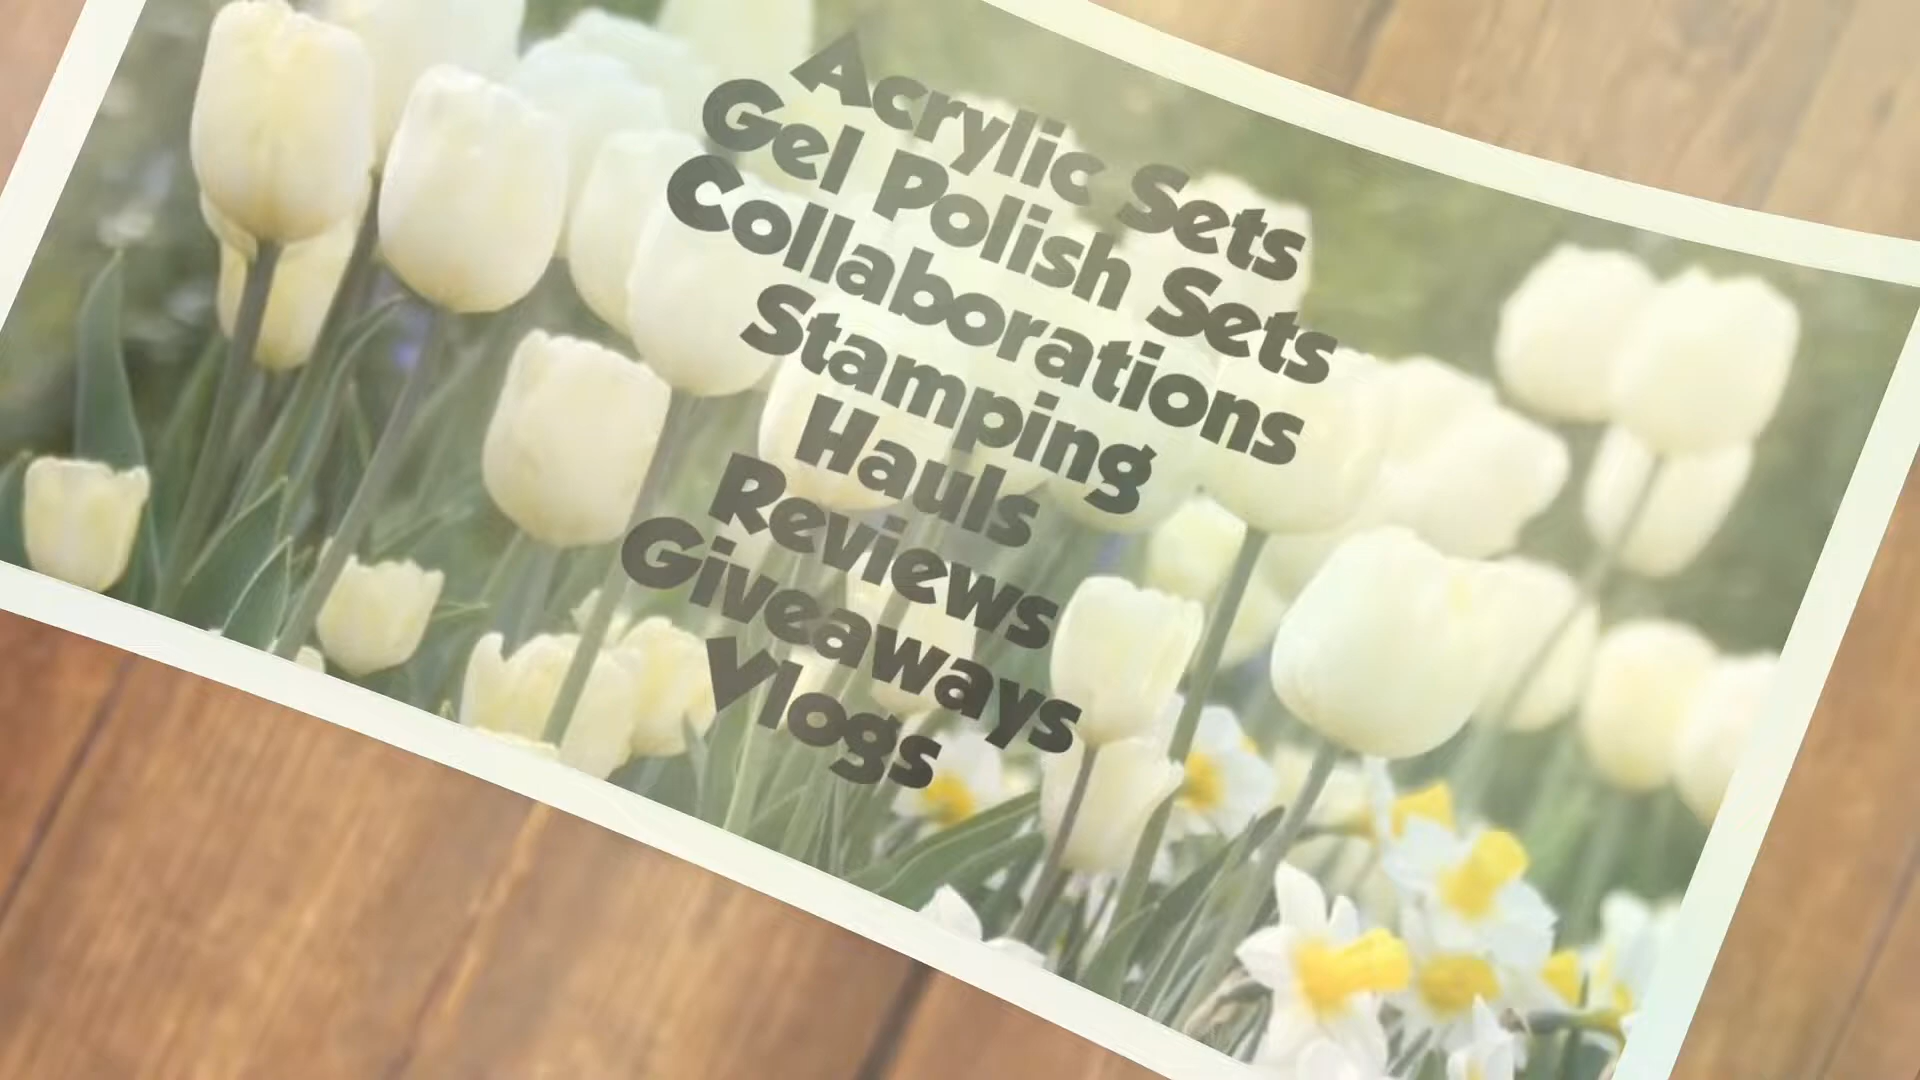 Acrylic Sets
Gel Polish Sets
Collaborations
Stamping
Hauls
Reviews
Giveaways
Vlogs